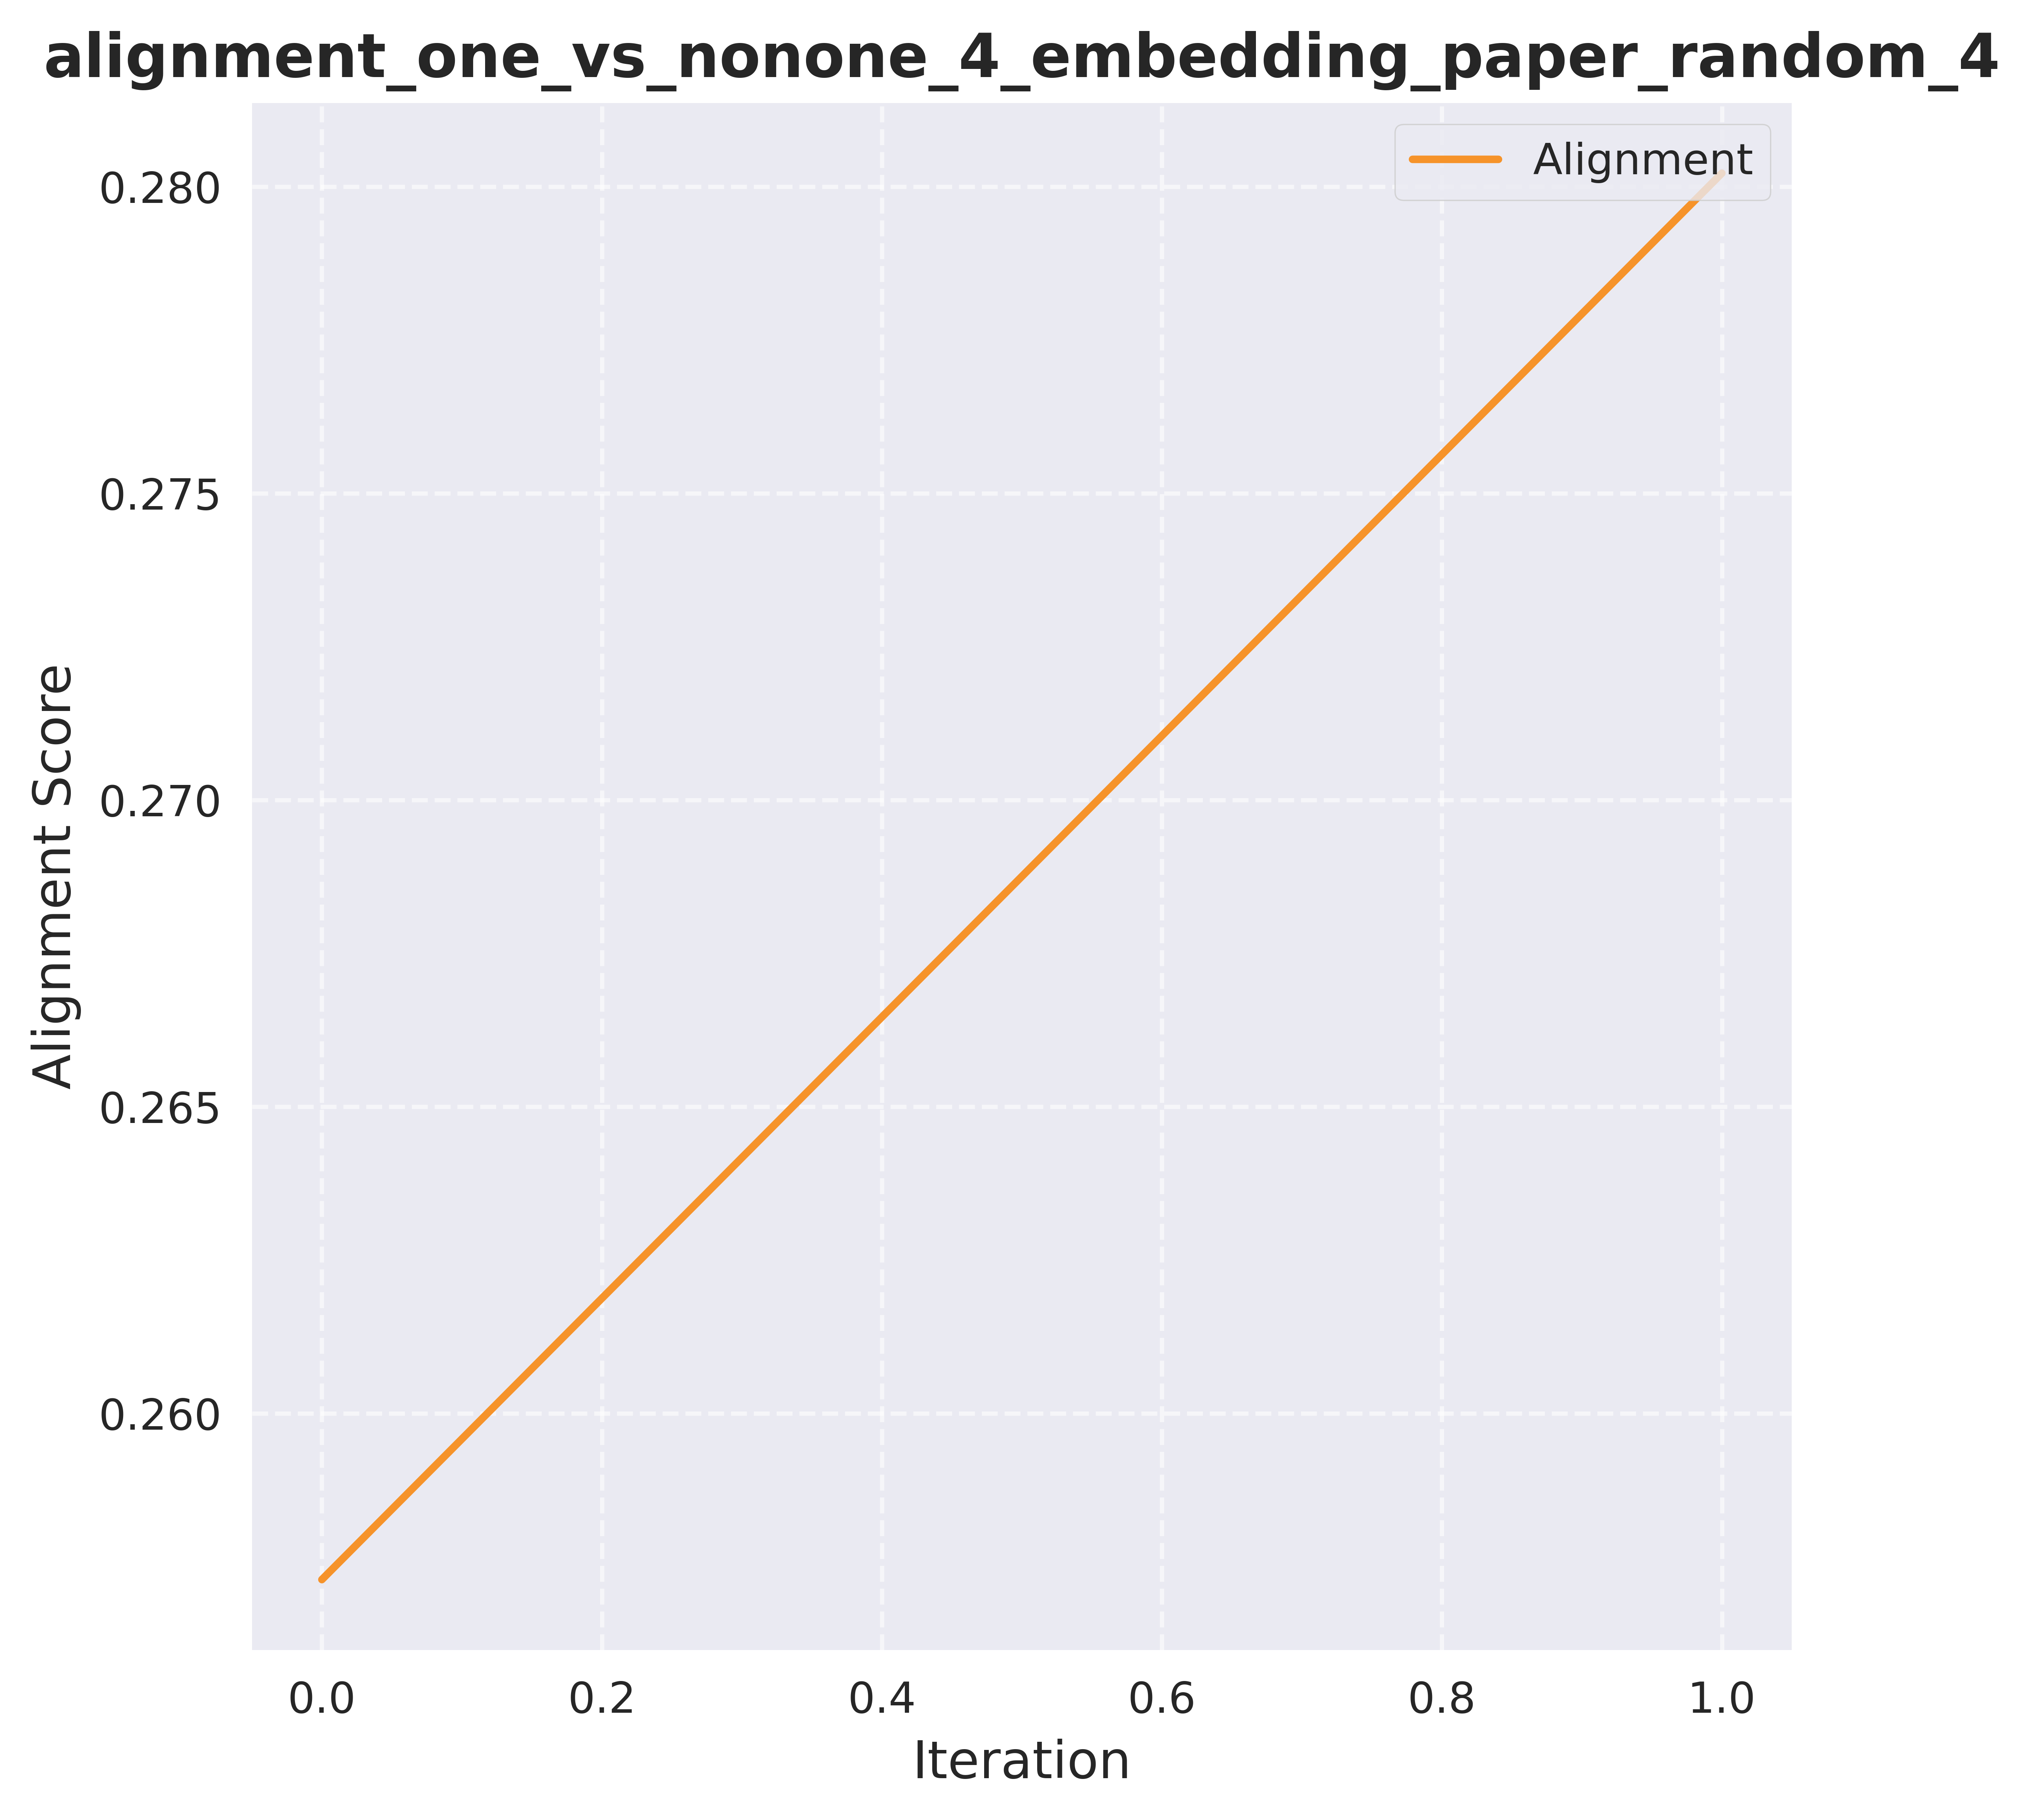 alignment_one_vs_nonone_4_embedding_paper_random_4
Alignment
0.280
0.275
0.270
0.265
0.260
Alignment Score
0.0 0.2 0.4 0.6 0.8 1.0
Iteration